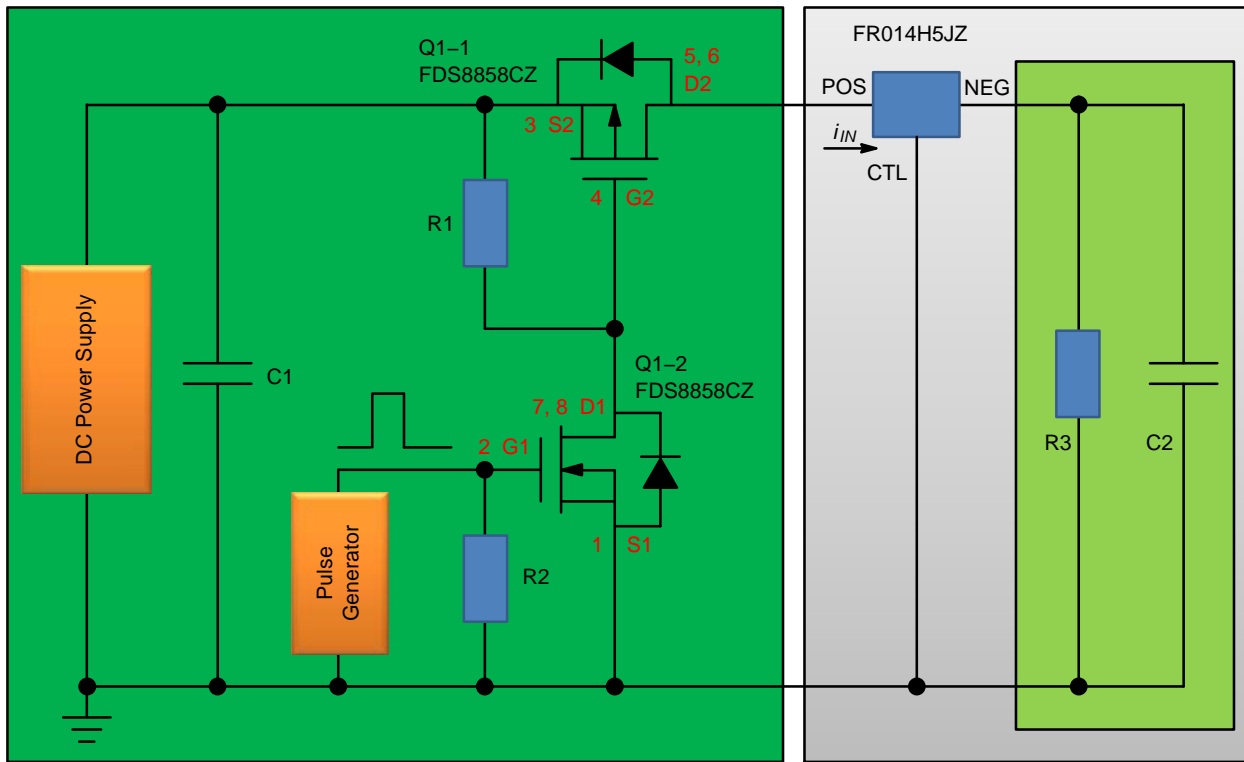 FR014H5JZ
Q1–1
FDS8858CZ
5, 6
D2
POS
NEG
3 S2
iIN
CTL
4 G2
R1
DC Power Supply
C1
Q1–2
FDS8858CZ
7, 8 D1
2 G1
R3
C2
1 S1
Pulse
Generator
R2